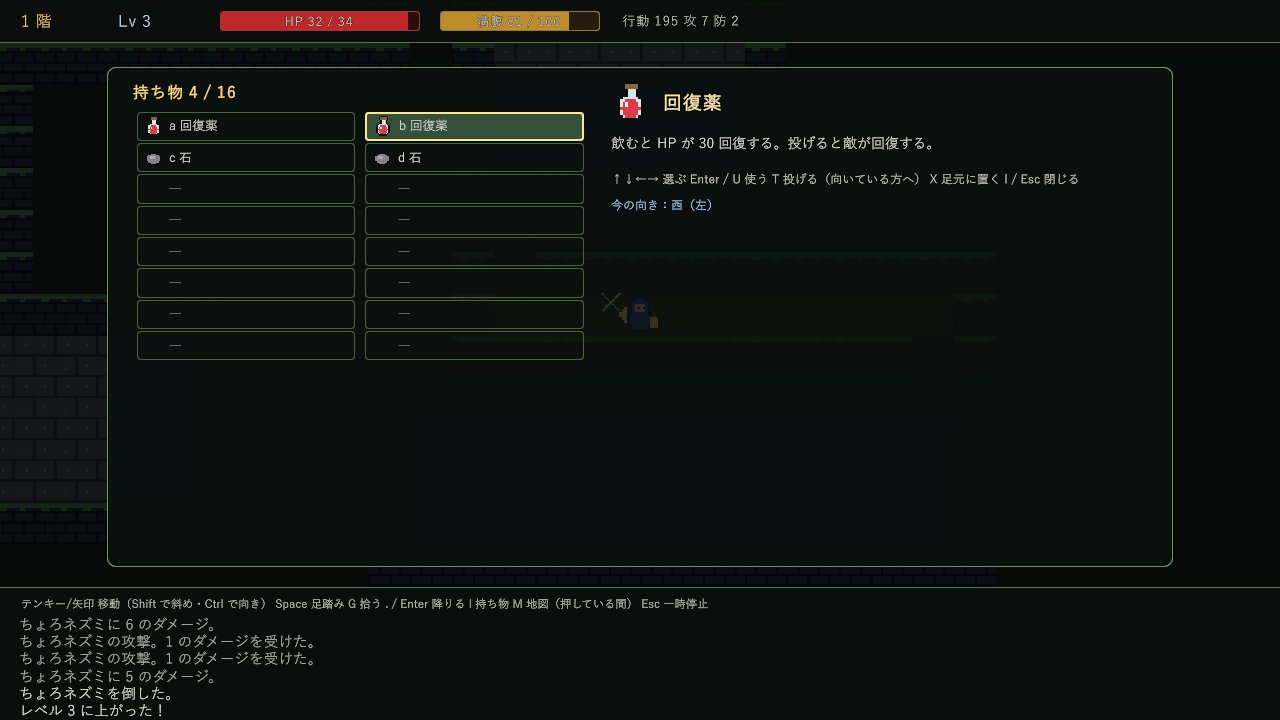 1 階 Lv 3 HP 32 / 34 満腹 81 / 100 行動 195 攻 7 防 2
持ち物 4 / 16
a 回復薬
b 回復薬
c 石
d 石
—
—
—
—
—
—
—
—
—
—
—
—
回復薬
飲むと HP が 30 回復する。投げると敵が回復する。
↑↓←→ 選ぶ Enter / U 使う T 投げる（向いている方へ） X 足元に置く I / Esc 閉じる
今の向き：西（左）
テンキー/矢印 移動（Shift で斜め・Ctrl で向き） Space 足踏み G 拾う . / Enter 降りる I 持ち物 M 地図（押している間） Esc 一時停止
ちょろネズミに 6 のダメージ。
ちょろネズミの攻撃。1 のダメージを受けた。
ちょろネズミの攻撃。1 のダメージを受けた。
ちょろネズミに 5 のダメージ。
ちょろネズミを倒した。
レベル 3 に上がった！